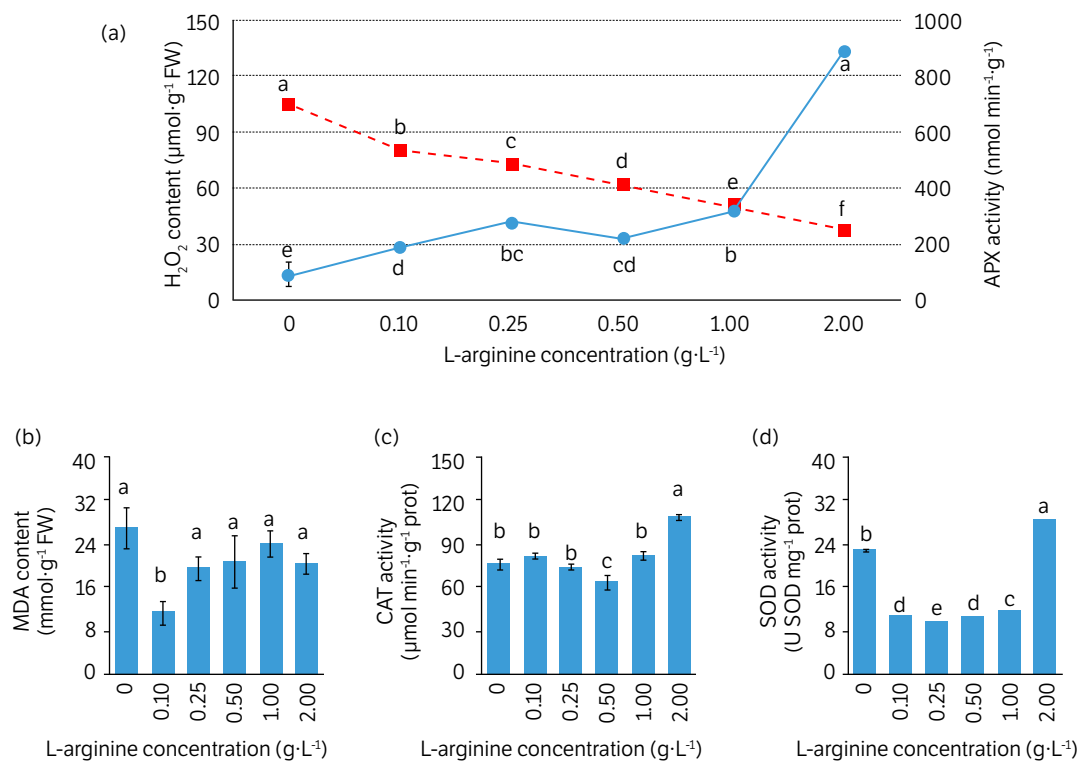 (a)
H₂O₂ content (µmol·g⁻¹ FW)
150
120
90
60
30
0
a
b
c
d
e
f
e
d
bc
cd
b
a
1000
800
600
400
200
0
APX activity (nmol min⁻¹·g⁻¹)
0 0.10 0.25 0.50 1.00 2.00
L-arginine concentration (g·L⁻¹)
(b)
MDA content
(mmol·g⁻¹ FW)
40
32
24
16
8
0
a b a a a a
0 0.10 0.25 0.50 1.00 2.00
L-arginine concentration (g·L⁻¹)
(c)
CAT activity
(µmol min⁻¹·g⁻¹ prot)
150
120
90
60
30
0
b b b c b a
0 0.10 0.25 0.50 1.00 2.00
L-arginine concentration (g·L⁻¹)
(d)
SOD activity
(U SOD mg⁻¹ prot)
40
32
24
16
8
0
b d e d c a
0 0.10 0.25 0.50 1.00 2.00
L-arginine concentration (g·L⁻¹)